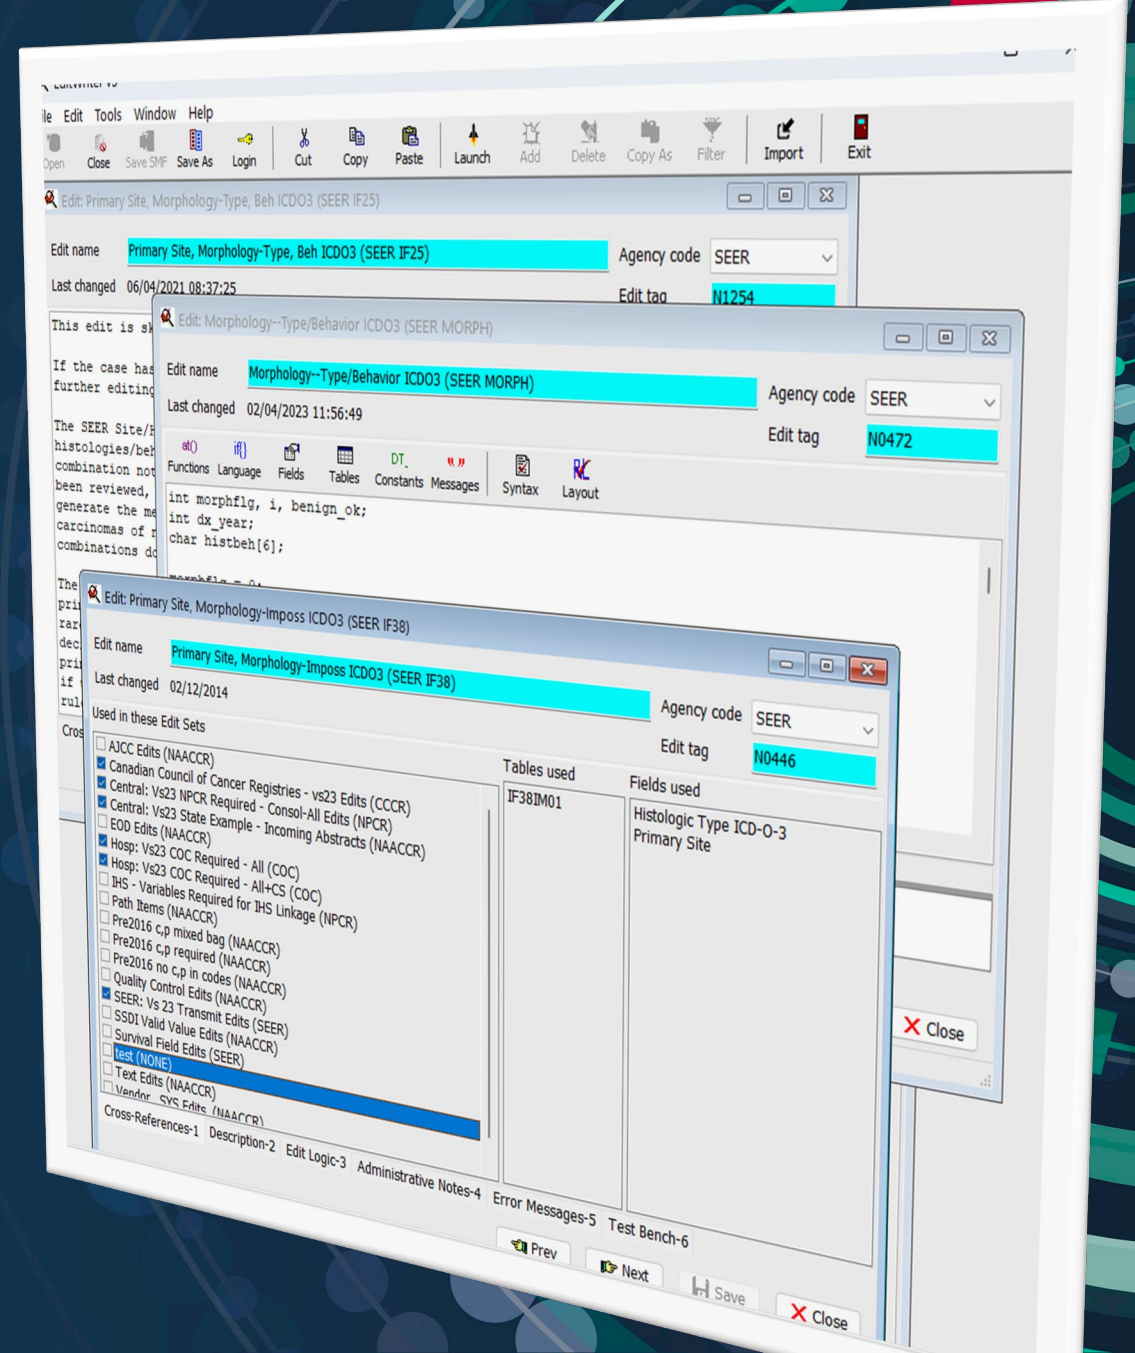 EditWriter v5
File Edit Tools Window Help
Open Close Save SMF Save As Login Cut Copy Paste Launch Add Delete Copy As Filter Import Exit
Edit: Primary Site, Morphology-Type, Beh ICDO3 (SEER IF25)
Edit name Primary Site, Morphology-Type, Beh ICDO3 (SEER IF25) Agency code SEER
Last changed 06/04/2021 08:37:25 Edit tag N1254
This edit is
If the case has
further editing
The SEER
histologies
combination not
been reviewed,
generate the
carcinomas of
combinations
The
if
Edit: Morphology--Type/Behavior ICDO3 (SEER MORPH)
Edit name Morphology--Type/Behavior ICDO3 (SEER MORPH) Agency code SEER
Last changed 02/04/2023 11:56:49 Edit tag N0472
at() if{} DT_ "" RL
Functions Language Fields Tables Constants Messages Syntax Layout
int morphflg, i, benign_ok;
int dx_year;
char histbeh[6];
morphflg = 0;
Close
Edit: Primary Site, Morphology-Imposs ICDO3 (SEER IF38)
Edit name Primary Site, Morphology-Imposs ICDO3 (SEER IF38) Agency code SEER
Last changed 02/12/2014 Edit tag N0446
Used in these Edit Sets
AJCC Edits (NAACCR)
Canadian Council of Cancer Registries - vs23 Edits (CCCR)
Central: Vs23 NPCR Required - Consol-All Edits (NPCR)
Central: Vs23 State Example - Incoming Abstracts (NAACCR)
EOD Edits (NAACCR)
Hosp: Vs23 COC Required - All (COC)
Hosp: Vs23 COC Required - All+CS (COC)
IHS - Variables Required for IHS Linkage (NPCR)
Path Items (NAACCR)
Pre2016 c,p mixed bag (NAACCR)
Pre2016 c,p required (NAACCR)
Pre2016 no c,p in codes (NAACCR)
Quality Control Edits (NAACCR)
SEER: Vs 23 Transmit Edits (SEER)
SSDI Valid Value Edits (NAACCR)
Survival Field Edits (SEER)
test (NONE)
Text Edits (NAACCR)
Vendor_SYS Edits (NAACCR)
Tables used
IF38IM01
Fields used
Histologic Type ICD-O-3
Primary Site
Cross-References-1 Description-2 Edit Logic-3 Administrative Notes-4 Error Messages-5 Test Bench-6
Prev Next Save Close